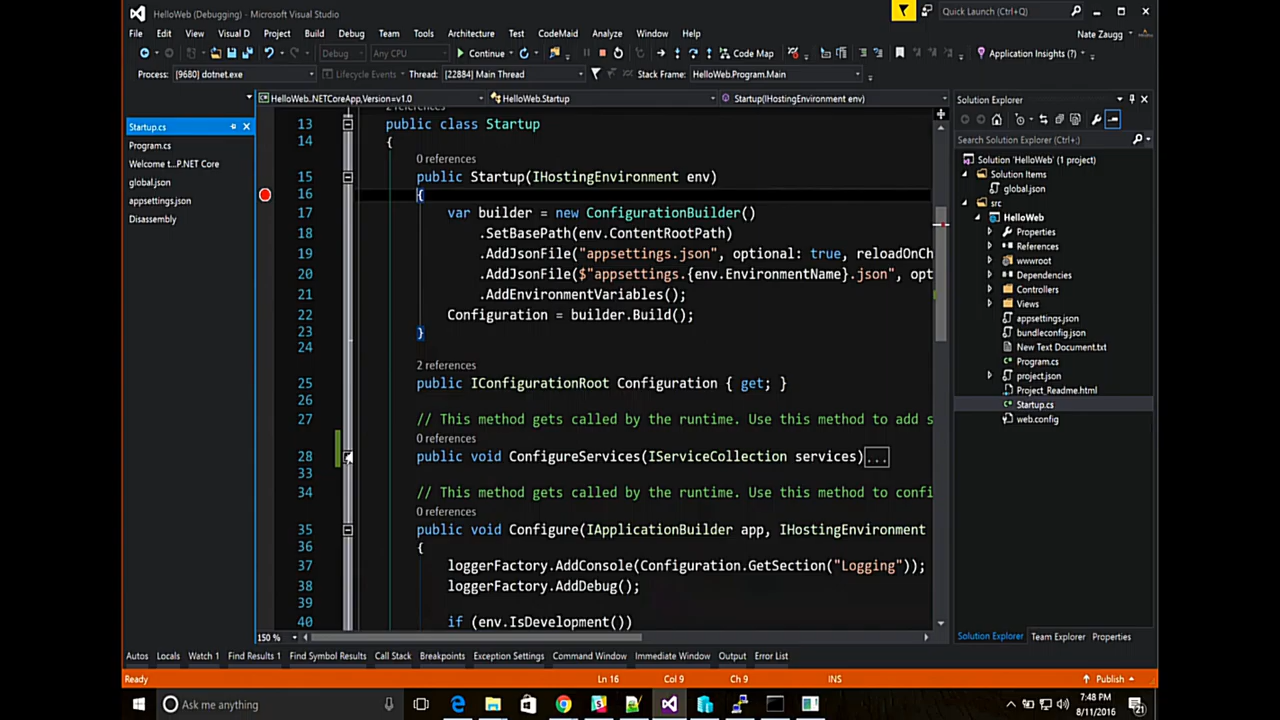 HelloWeb (Debugging) - Microsoft Visual Studio
Quick Launch (Ctrl+Q)
File Edit View Visual D Project Build Debug Team Tools Architecture Test CodeMaid Analyze Window Help
Nate Zaugg
Debug Any CPU Continue Code Map Application Insights (?)
Process: [9680] dotnet.exe Lifecycle Events Thread: [22884] Main Thread Stack Frame: HelloWeb.Program.Main
HelloWeb..NETCoreApp,Version=v1.0 HelloWeb.Startup Startup(IHostingEnvironment env)
Startup.cs
Program.cs
Welcome t...P.NET Core
global.json
appsettings.json
Disassembly
2 references
13 public class Startup
14 {
0 references
15 public Startup(IHostingEnvironment env)
16 {
17 var builder = new ConfigurationBuilder()
18 .SetBasePath(env.ContentRootPath)
19 .AddJsonFile("appsettings.json", optional: true, reloadOnCh
20 .AddJsonFile($"appsettings.{env.EnvironmentName}.json", opt
21 .AddEnvironmentVariables();
22 Configuration = builder.Build();
23 }
24
2 references
25 public IConfigurationRoot Configuration { get; }
26
27 // This method gets called by the runtime. Use this method to add s
0 references
28 public void ConfigureServices(IServiceCollection services)...
33
34 // This method gets called by the runtime. Use this method to confi
0 references
35 public void Configure(IApplicationBuilder app, IHostingEnvironment
36 {
37 loggerFactory.AddConsole(Configuration.GetSection("Logging"));
38 loggerFactory.AddDebug();
39
40 if (env.IsDevelopment())
150 %
Solution Explorer
Search Solution Explorer (Ctrl+;)
Solution 'HelloWeb' (1 project)
Solution Items
global.json
src
HelloWeb
Properties
References
wwwroot
Dependencies
Controllers
Views
appsettings.json
bundleconfig.json
New Text Document.txt
Program.cs
project.json
Project_Readme.html
Startup.cs
web.config
Solution Explorer Team Explorer Properties
Autos Locals Watch 1 Find Results 1 Find Symbol Results Call Stack Breakpoints Exception Settings Command Window Immediate Window Output Error List
Ready Ln 16 Col 9 Ch 9 INS Publish
Ask me anything
7:48 PM
8/11/2016
21